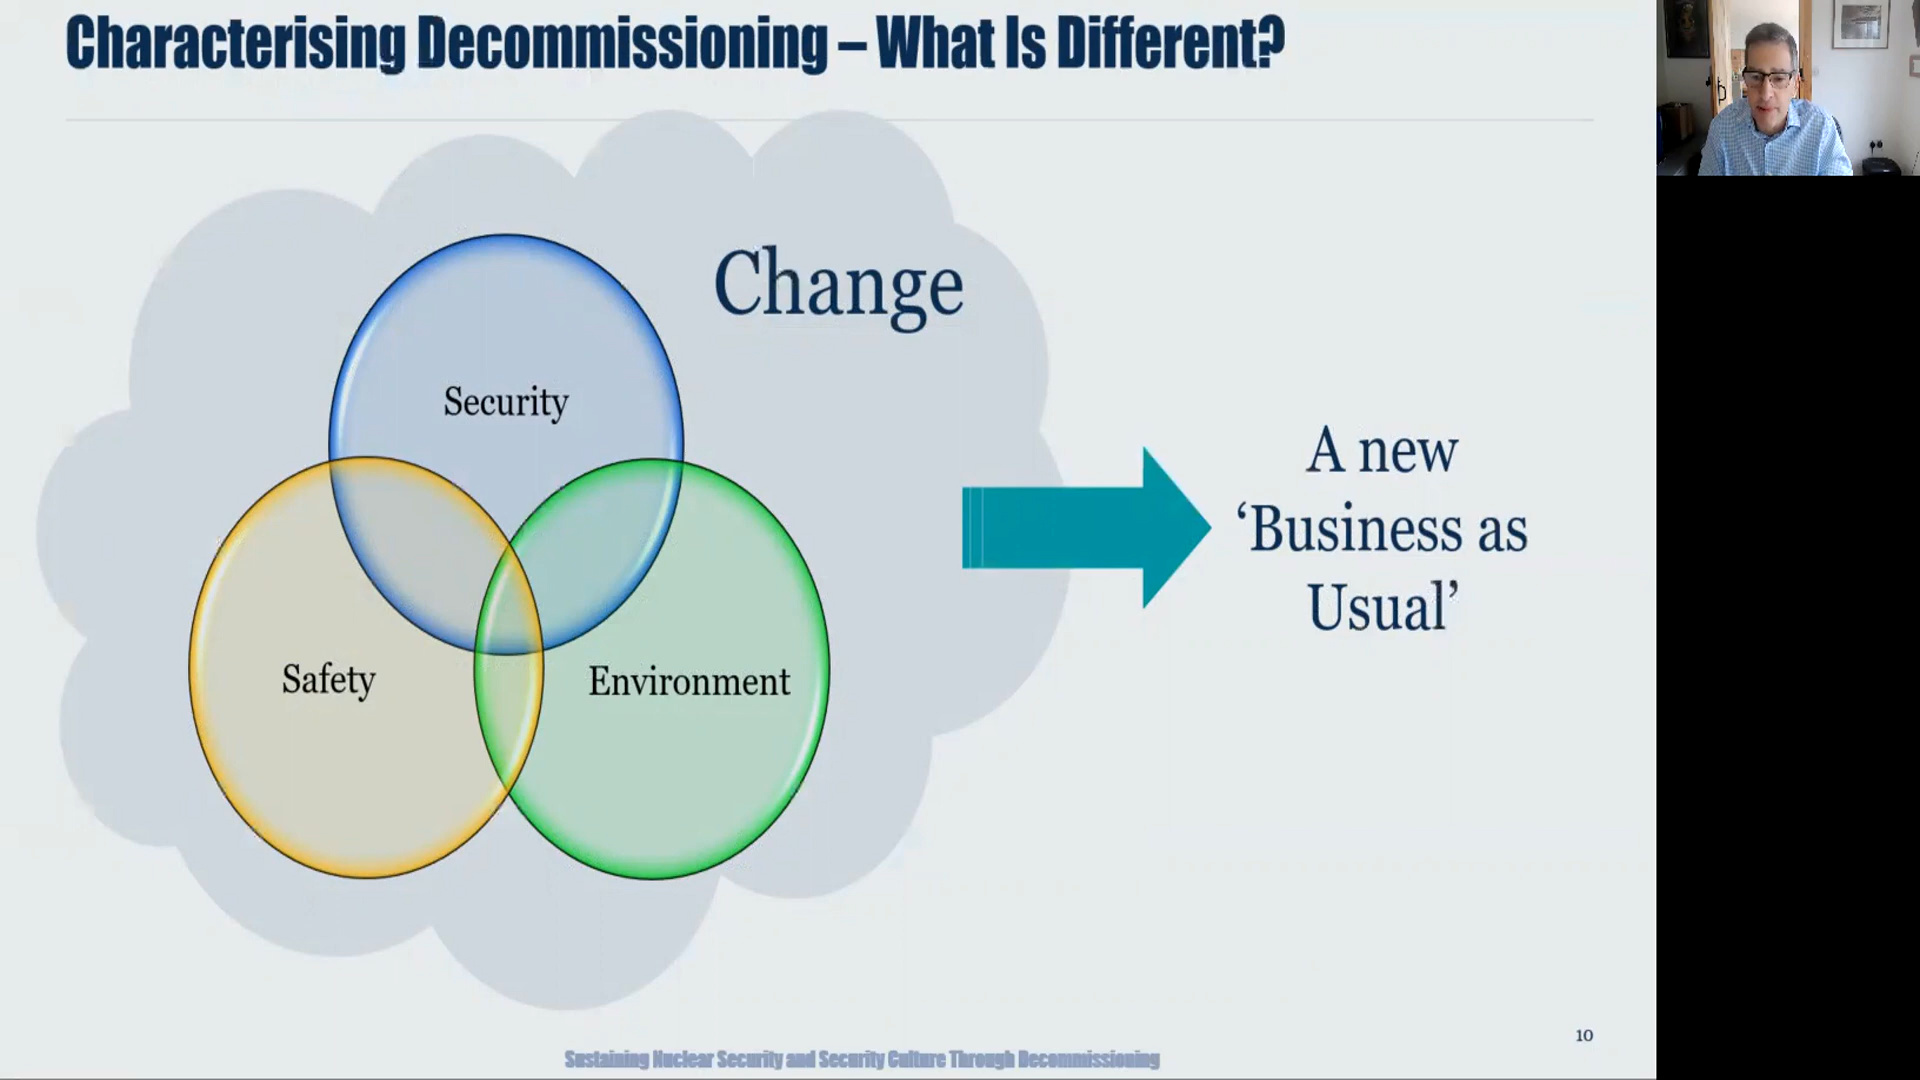 Characterising Decommissioning – What Is Different?
Change
Security
Safety
Environment
A new
‘Business as
Usual’
10
Sustaining Nuclear Security and Security Culture Through Decommissioning